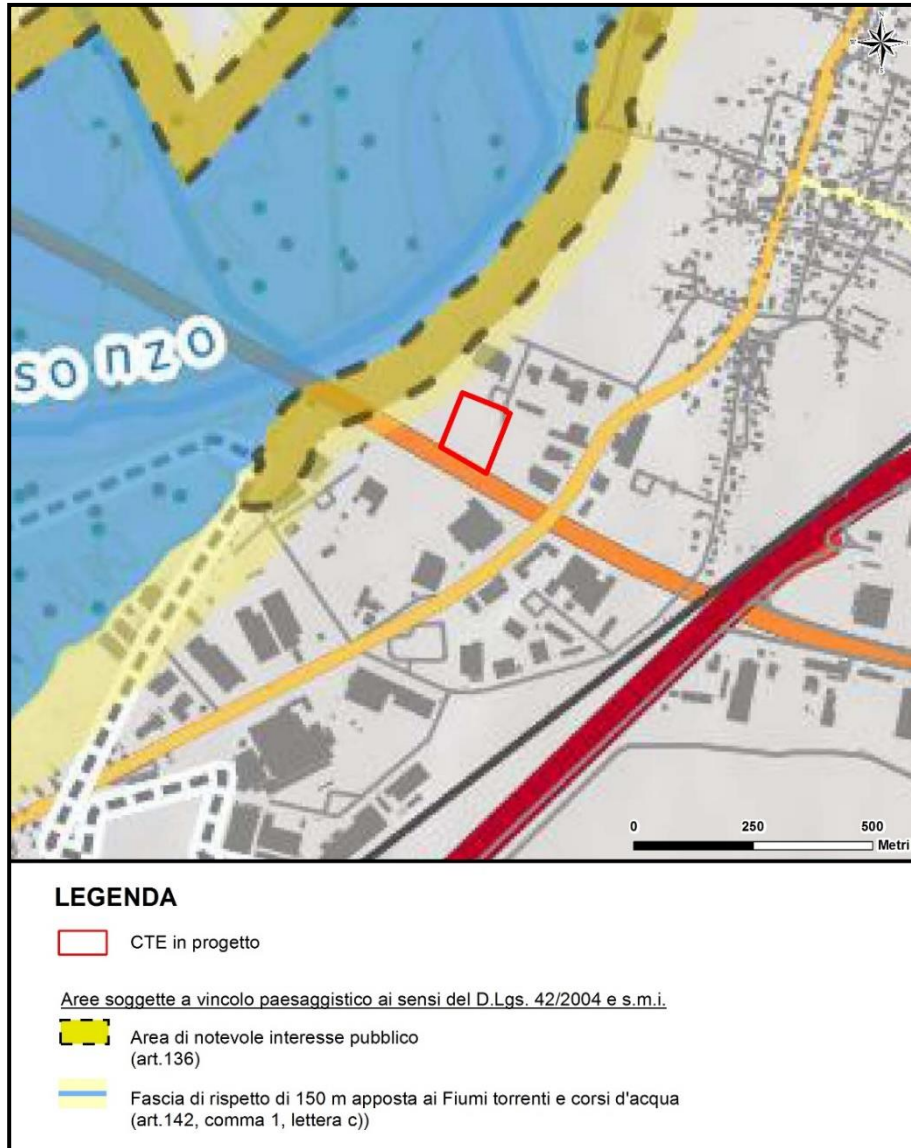 sonzo
0 250 500
Metri
LEGENDA
CTE in progetto
Aree soggette a vincolo paesaggistico ai sensi del D.Lgs. 42/2004 e s.m.i.
Area di notevole interesse pubblico
(art.136)
Fascia di rispetto di 150 m apposta ai Fiumi torrenti e corsi d'acqua
(art.142, comma 1, lettera c))